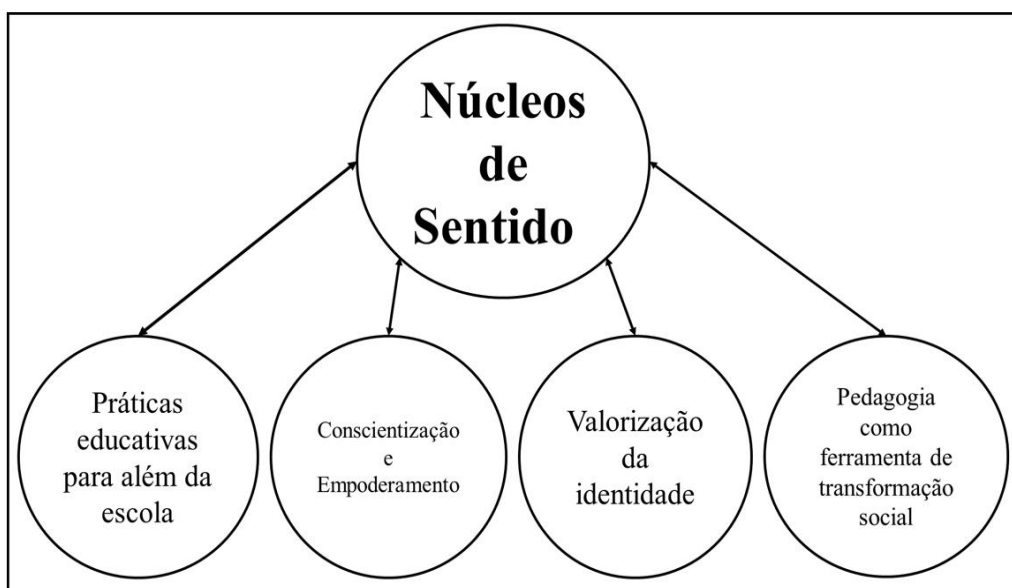 Núcleos
de
Sentido
Práticas
educativas
para além da
escola
Conscientização
e
Empoderamento
Valorização
da
identidade
Pedagogia
como
ferramenta de
transformação
social